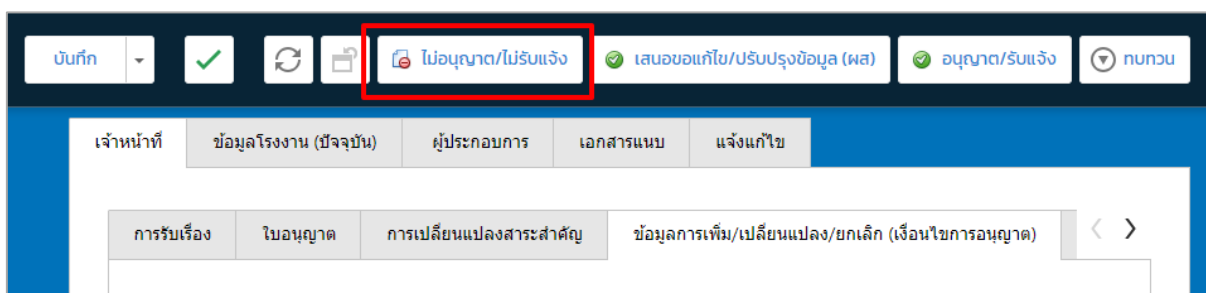 บันทึก ไม่อนุญาต/ไม่รับแจ้ง เสนอขอแก้ไข/ปรับปรุงข้อมูล (ผส) อนุญาต/รับแจ้ง ทบทวน
เจ้าหน้าที่ ข้อมูลโรงงาน (ปัจจุบัน) ผู้ประกอบการ เอกสารแนบ แจ้งแก้ไข
การรับเรื่อง ใบอนุญาต การเปลี่ยนแปลงสาระสำคัญ ข้อมูลการเพิ่ม/เปลี่ยนแปลง/ยกเลิก (เงื่อนไขการอนุญาต)